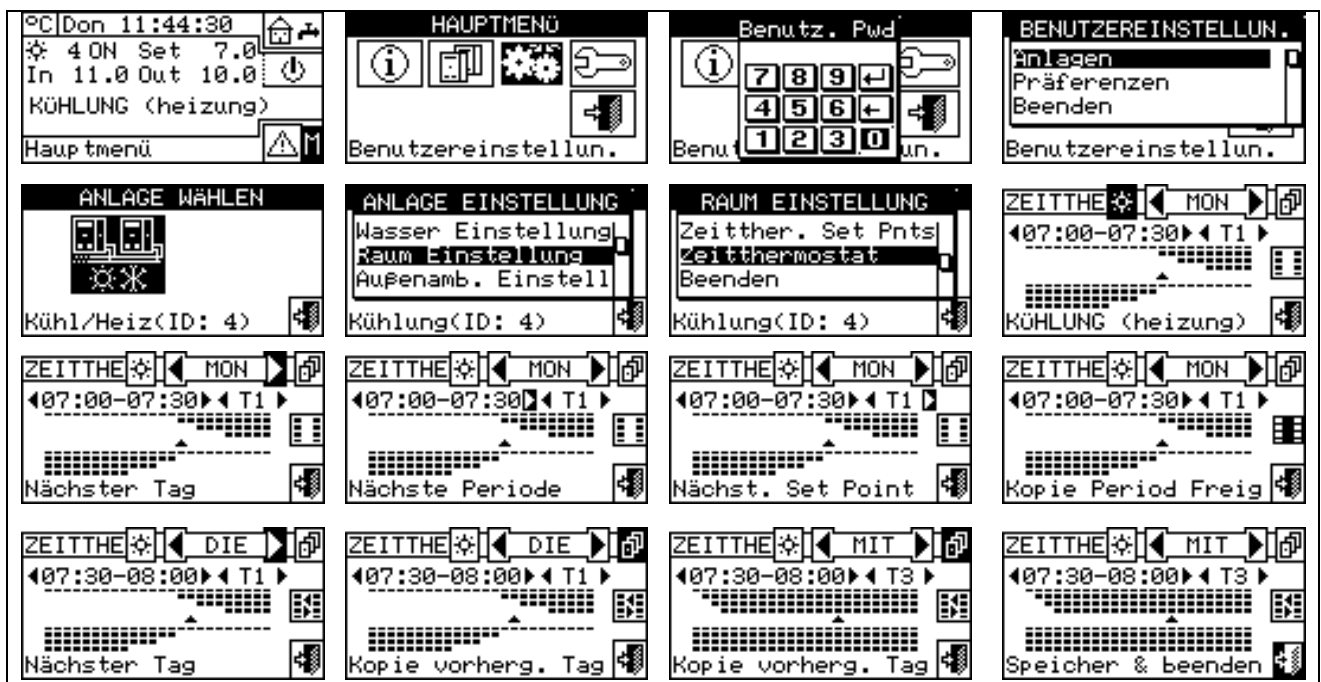 ºC Don 11:44:30
4 ON Set 7.0
In 11.0 Out 10.0
KüHLUNG (heizung)
Haup tmenü M
HAUPTMENü
Benutzereinstellun.
Benutz. Pwd
7 8 9
4 5 6
1 2 3 0
Benut un.
BENUTZEREINSTELLUN.
Anlagen
Präferenzen
Beenden
Benutzereinstellun.
ANLAGE WäHLEN
Kühl/Heiz(ID: 4)
ANLAGE EINSTELLUNG
Wasser Einstellung
Raum Einstellung
Außenamb. Einstell
Kühlung(ID: 4)
RAUM EINSTELLUNG
Zeitther. Set Pnts
Zeitthermostat
Beenden
Kühlung(ID: 4)
ZEITTHE MON
07:00-07:30 T1
KüHLUNG (heizung)
ZEITTHE MON
07:00-07:30 T1
Nächster Tag
ZEITTHE MON
07:00-07:30 T1
Nächste Periode
ZEITTHE MON
07:00-07:30 T1
Nächst. Set Point
ZEITTHE MON
07:00-07:30 T1
Kopie Period Freig
ZEITTHE DIE
07:30-08:00 T1
Nächster Tag
ZEITTHE DIE
07:30-08:00 T1
Kopie vorherg. Tag
ZEITTHE MIT
07:30-08:00 T3
Kopie vorherg. Tag
ZEITTHE MIT
07:30-08:00 T3
Speicher & beenden